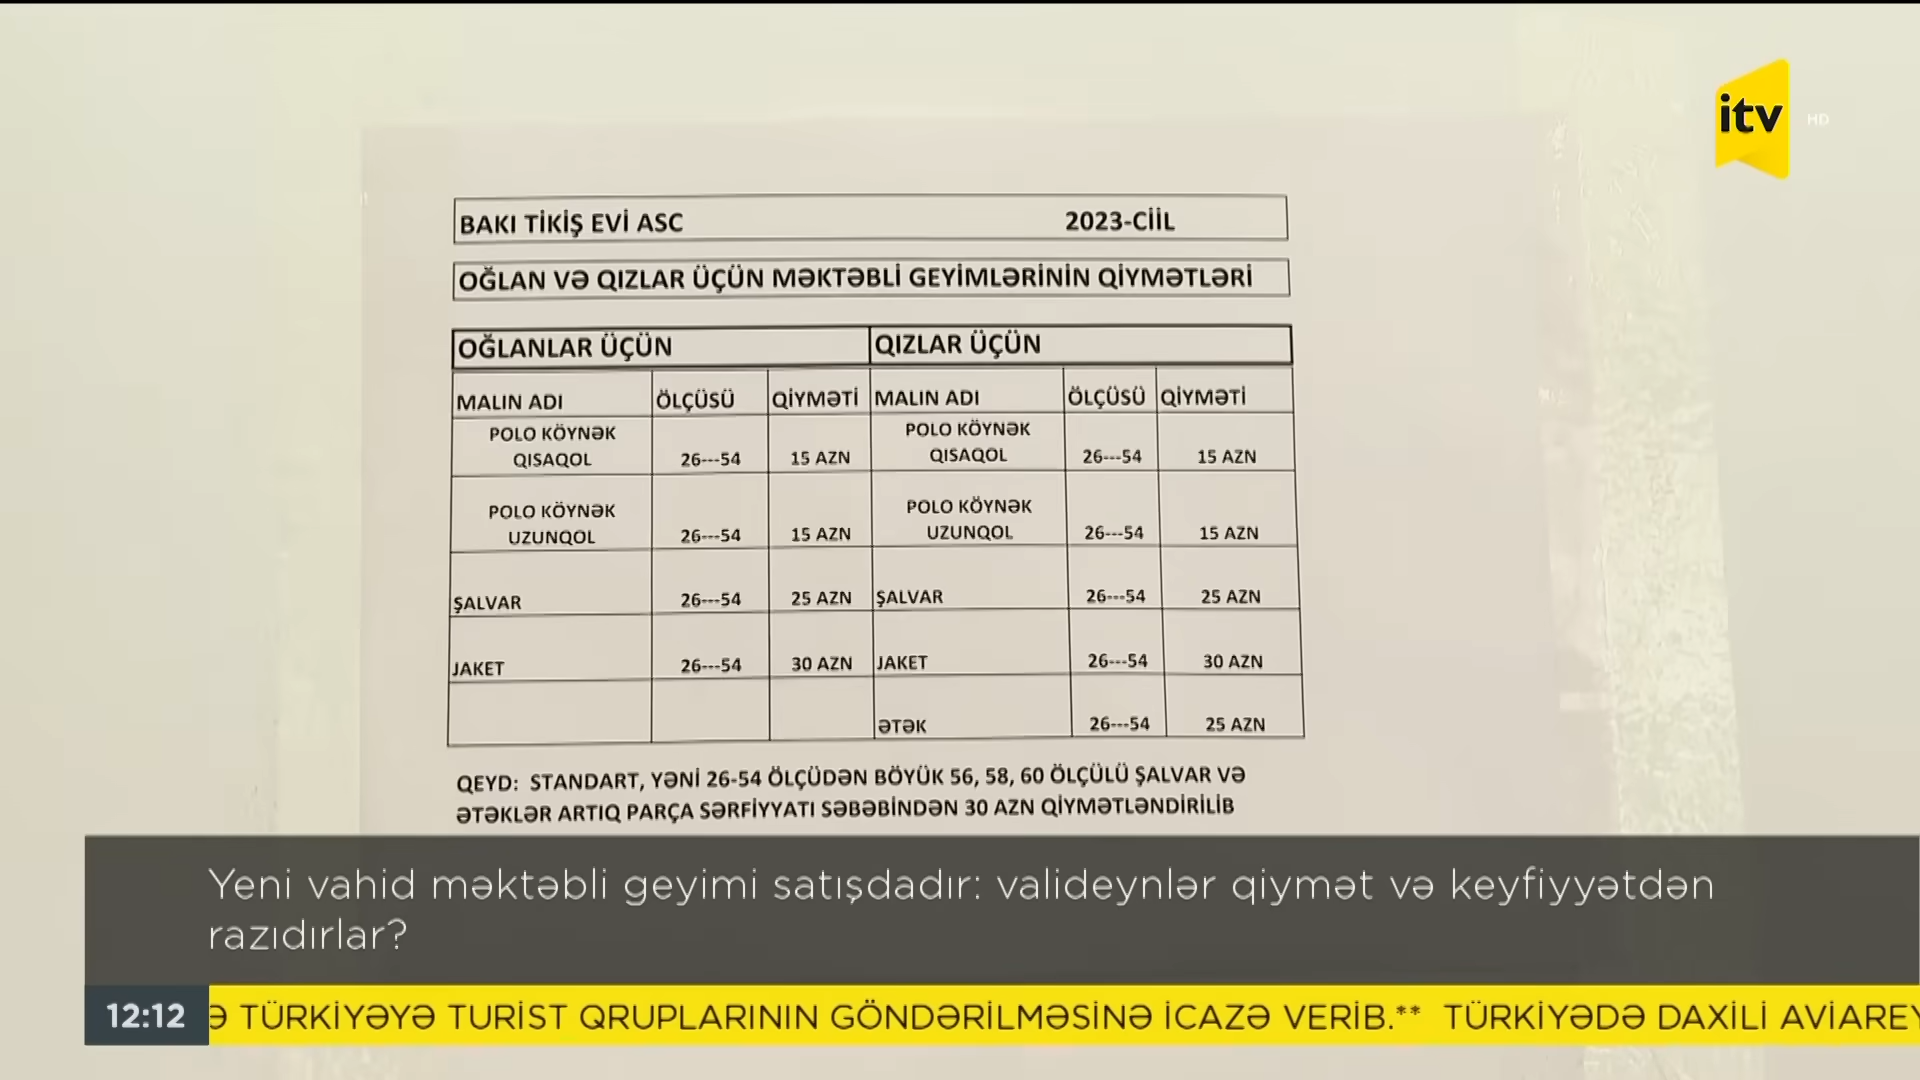 itv HD
BAKI TİKİŞ EVİ ASC 2023-CİİL
OĞLAN VƏ QIZLAR ÜÇÜN MƏKTƏBLİ GEYİMLƏRİNİN QİYMƏTLƏRİ
OĞLANLAR ÜÇÜN QIZLAR ÜÇÜN
MALIN ADI ÖLÇÜSÜ QİYMƏTİ MALIN ADI ÖLÇÜSÜ QİYMƏTİ
POLO KÖYNƏK QISAQOL 26---54 15 AZN POLO KÖYNƏK QISAQOL 26---54 15 AZN
POLO KÖYNƏK UZUNQOL 26---54 15 AZN POLO KÖYNƏK UZUNQOL 26---54 15 AZN
ŞALVAR 26---54 25 AZN ŞALVAR 26---54 25 AZN
JAKET 26---54 30 AZN JAKET 26---54 30 AZN
ƏTƏK 26---54 25 AZN
QEYD: STANDART, YƏNİ 26-54 ÖLÇÜDƏN BÖYÜK 56, 58, 60 ÖLÇÜLÜ ŞALVAR VƏ
ƏTƏKLƏR ARTIQ PARÇA SƏRFİYYATI SƏBƏBİNDƏN 30 AZN QİYMƏTLƏNDİRİLİB
Yeni vahid məktəbli geyimi satışdadır: valideynlər qiymət və keyfiyyətdən
razıdırlar?
12:12 Ə TÜRKİYƏYƏ TURİST QRUPLARININ GÖNDƏRİLMƏSİNƏ İCAZƏ VERİB.** TÜRKİYƏDƏ DAXİLİ AVİAREY